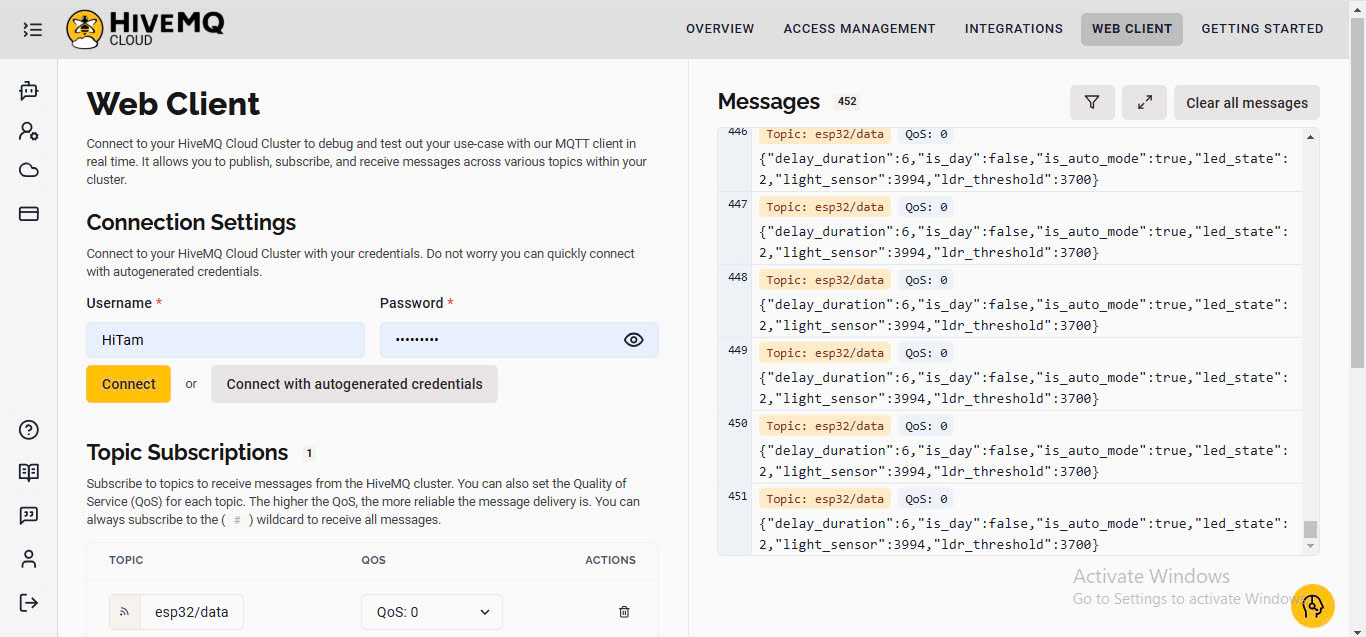 HIVEMQ
CLOUD
OVERVIEW
ACCESS MANAGEMENT
INTEGRATIONS
WEB CLIENT
GETTING STARTED
Web Client
Connect to your HiveMQ Cloud Cluster to debug and test out your use-case with our MQTT client in
real time. It allows you to publish, subscribe, and receive messages across various topics within your
cluster.
Connection Settings
Connect to your HiveMQ Cloud Cluster with your credentials. Do not worry you can quickly connect
with autogenerated credentials.
Username *
Password *
HiTam
•••••••••
Connect
or
Connect with autogenerated credentials
Topic Subscriptions 1
Subscribe to topics to receive messages from the HiveMQ cluster. You can also set the Quality of
Service (QoS) for each topic. The higher the QoS, the more reliable the message delivery is. You can
always subscribe to the ( # ) wildcard to receive all messages.
TOPIC
QOS
ACTIONS
esp32/data
QoS: 0
Messages 452
Clear all messages
446 Topic: esp32/data QoS: 0
{"delay_duration":6,"is_day":false,"is_auto_mode":true,"led_state":
2,"light_sensor":3994,"ldr_threshold":3700}
447 Topic: esp32/data QoS: 0
{"delay_duration":6,"is_day":false,"is_auto_mode":true,"led_state":
2,"light_sensor":3994,"ldr_threshold":3700}
448 Topic: esp32/data QoS: 0
{"delay_duration":6,"is_day":false,"is_auto_mode":true,"led_state":
2,"light_sensor":3994,"ldr_threshold":3700}
449 Topic: esp32/data QoS: 0
{"delay_duration":6,"is_day":false,"is_auto_mode":true,"led_state":
2,"light_sensor":3994,"ldr_threshold":3700}
450 Topic: esp32/data QoS: 0
{"delay_duration":6,"is_day":false,"is_auto_mode":true,"led_state":
2,"light_sensor":3994,"ldr_threshold":3700}
451 Topic: esp32/data QoS: 0
{"delay_duration":6,"is_day":false,"is_auto_mode":true,"led_state":
2,"light_sensor":3994,"ldr_threshold":3700}
Activate Windows
Go to Settings to activate Windows